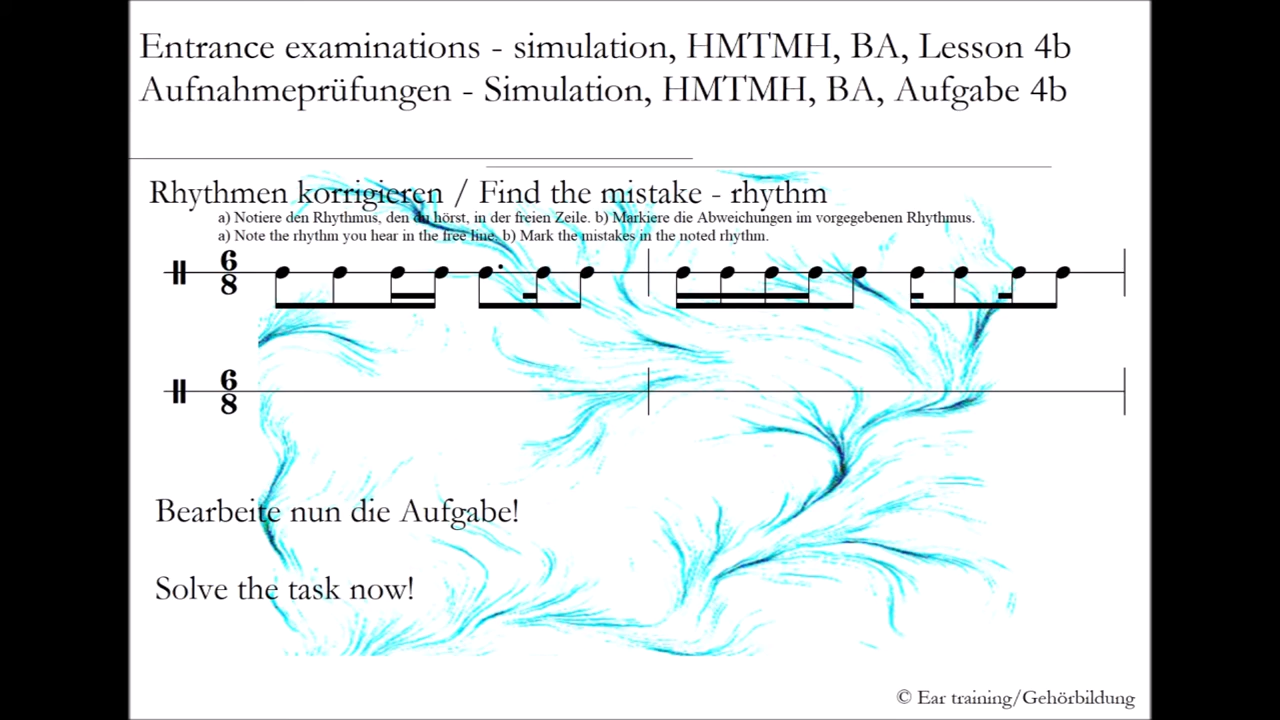 Entrance examinations - simulation, HMTMH, BA, Lesson 4b
Aufnahmeprüfungen - Simulation, HMTMH, BA, Aufgabe 4b
Rhythmen korrigieren / Find the mistake - rhythm
a) Notiere den Rhythmus, den du hörst, in der freien Zeile. b) Markiere die Abweichungen im vorgegebenen Rhythmus.
a) Note the rhythm you hear in the free line. b) Mark the mistakes in the noted rhythm.
6
8
6
8
Bearbeite nun die Aufgabe!
Solve the task now!
© Ear training/Gehörbildung